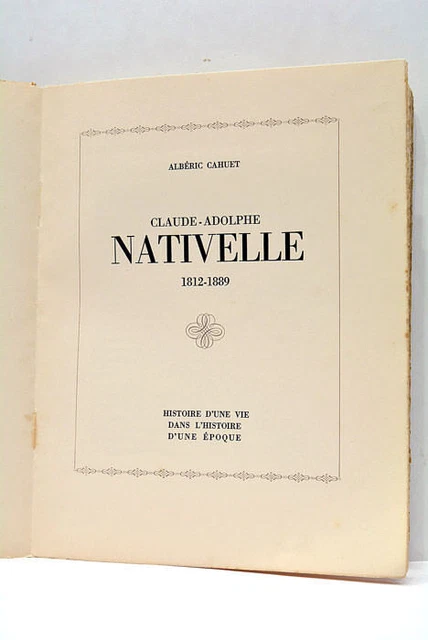 ALBÉRIC CAHUET
CLAUDE-ADOLPHE
NATIVELLE
1812-1889
HISTOIRE D'UNE VIE
DANS L'HISTOIRE
D'UNE ÉPOQUE